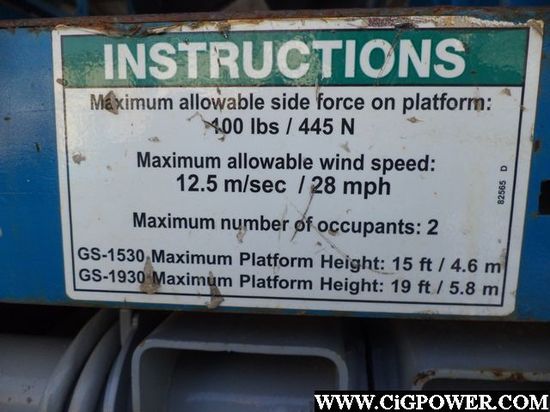 INSTRUCTIONS
Maximum allowable side force on platform:
100 lbs / 445 N
Maximum allowable wind speed:
12.5 m/sec / 28 mph
Maximum number of occupants: 2
GS-1530 Maximum Platform Height: 15 ft / 4.6 m
GS-1930 Maximum Platform Height: 19 ft / 5.8 m
82565 D
WWW.CiGPOWER.COM